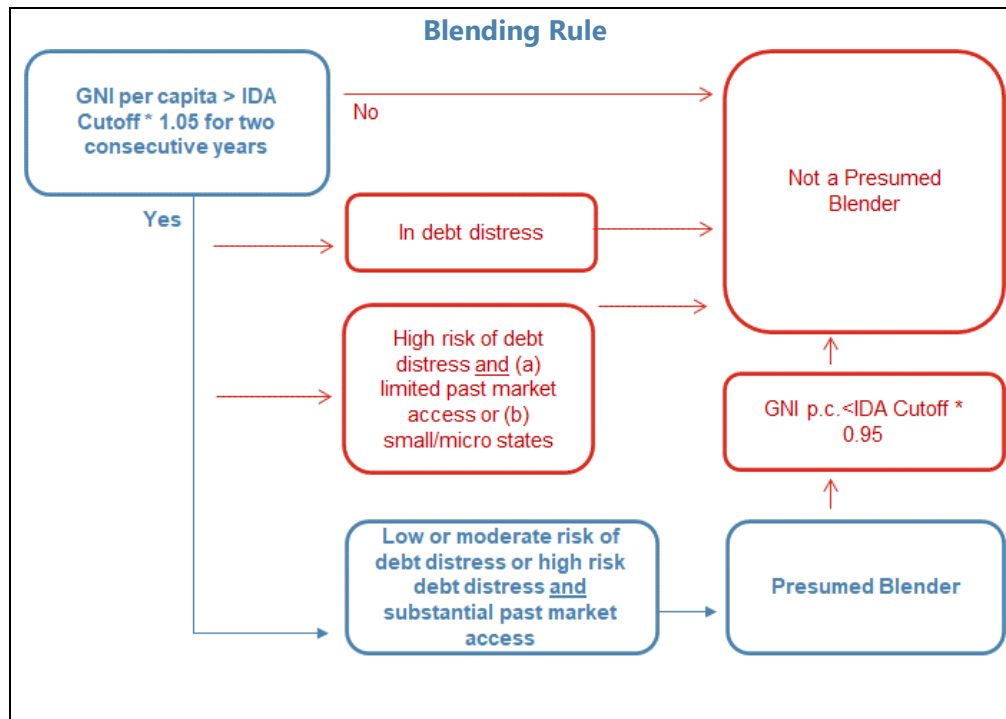 Blending Rule
GNI per capita > IDA
Cutoff * 1.05 for two
consecutive years
No
Yes
Not a Presumed
Blender
In debt distress
High risk of debt
distress and (a)
limited past market
access or (b)
small/micro states
GNI p.c.<IDA Cutoff *
0.95
Low or moderate risk of
debt distress or high risk
debt distress and
substantial past market
access
Presumed Blender